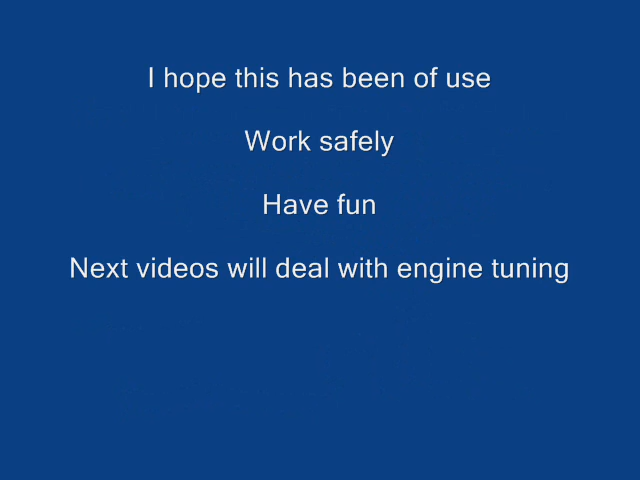 I hope this has been of use
Work safely
Have fun
Next videos will deal with engine tuning